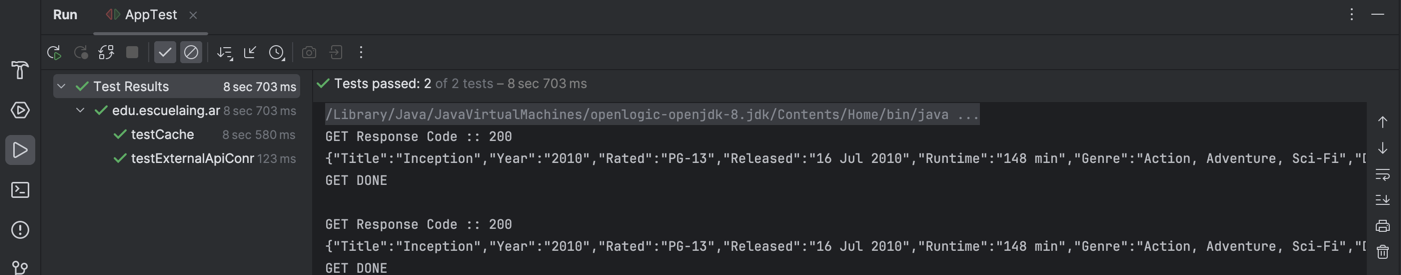 Run AppTest
Test Results 8 sec 703 ms
Tests passed: 2 of 2 tests – 8 sec 703 ms
edu.escuelaing.ar 8 sec 703 ms
testCache 8 sec 580 ms
testExternalApiConr 123 ms
/Library/Java/JavaVirtualMachines/openlogic-openjdk-8.jdk/Contents/Home/bin/java ...
GET Response Code :: 200
{"Title":"Inception","Year":"2010","Rated":"PG-13","Released":"16 Jul 2010","Runtime":"148 min","Genre":"Action, Adventure, Sci-Fi","D
GET DONE
GET Response Code :: 200
{"Title":"Inception","Year":"2010","Rated":"PG-13","Released":"16 Jul 2010","Runtime":"148 min","Genre":"Action, Adventure, Sci-Fi","D
GET DONE